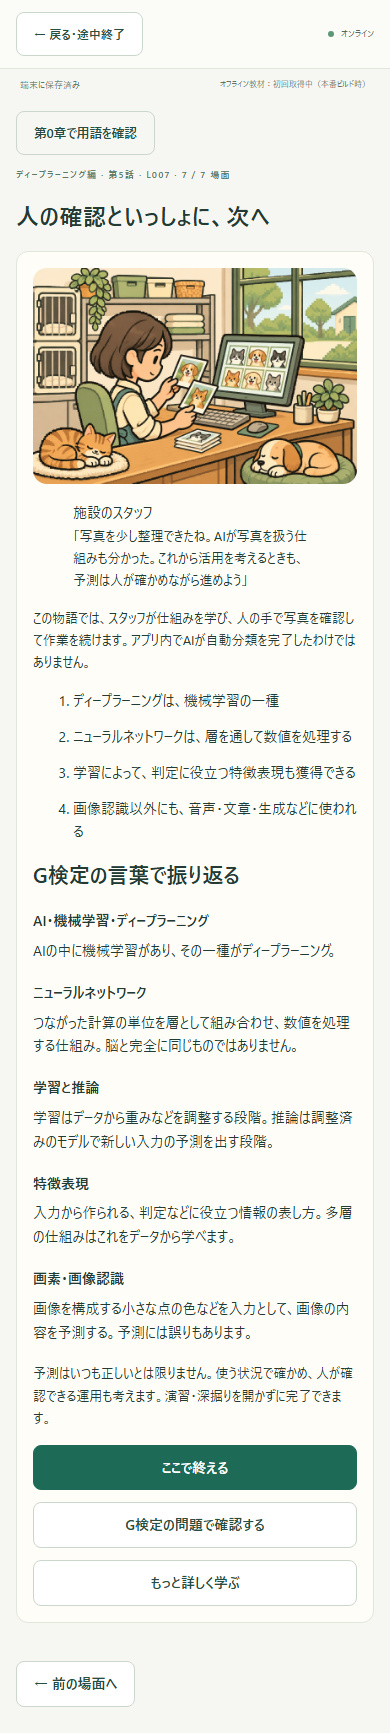 ← 戻る・途中終了
オンライン
端末に保存済み
オフライン教材：初回取得中（本番ビルド時）
第0章で用語を確認
ディープラーニング編 · 第5話 · L007 · 7 / 7 場面
人の確認といっしょに、次へ
施設のスタッフ
「写真を少し整理できたね。AIが写真を扱う仕
組みも分かった。これから活用を考えるときも、
予測は人が確かめながら進めよう」
この物語では、スタッフが仕組みを学び、人の手で写真を確認し
て作業を続けます。アプリ内でAIが自動分類を完了したわけでは
ありません。
1. ディープラーニングは、機械学習の一種
2. ニューラルネットワークは、層を通して数値を処理する
3. 学習によって、判定に役立つ特徴表現も獲得できる
4. 画像認識以外にも、音声・文章・生成などに使われ
る
G検定の言葉で振り返る
AI・機械学習・ディープラーニング
AIの中に機械学習があり、その一種がディープラーニング。
ニューラルネットワーク
つながった計算の単位を層として組み合わせ、数値を処理
する仕組み。脳と完全に同じものではありません。
学習と推論
学習はデータから重みなどを調整する段階。推論は調整済
みのモデルで新しい入力の予測を出す段階。
特徴表現
入力から作られる、判定などに役立つ情報の表し方。多層
の仕組みはこれをデータから学べます。
画素・画像認識
画像を構成する小さな点の色などを入力として、画像の内
容を予測する。予測には誤りもあります。
予測はいつも正しいとは限りません。使う状況で確かめ、人が確
認できる運用も考えます。演習・深掘りを開かずに完了できま
す。
ここで終える
G検定の問題で確認する
もっと詳しく学ぶ
← 前の場面へ